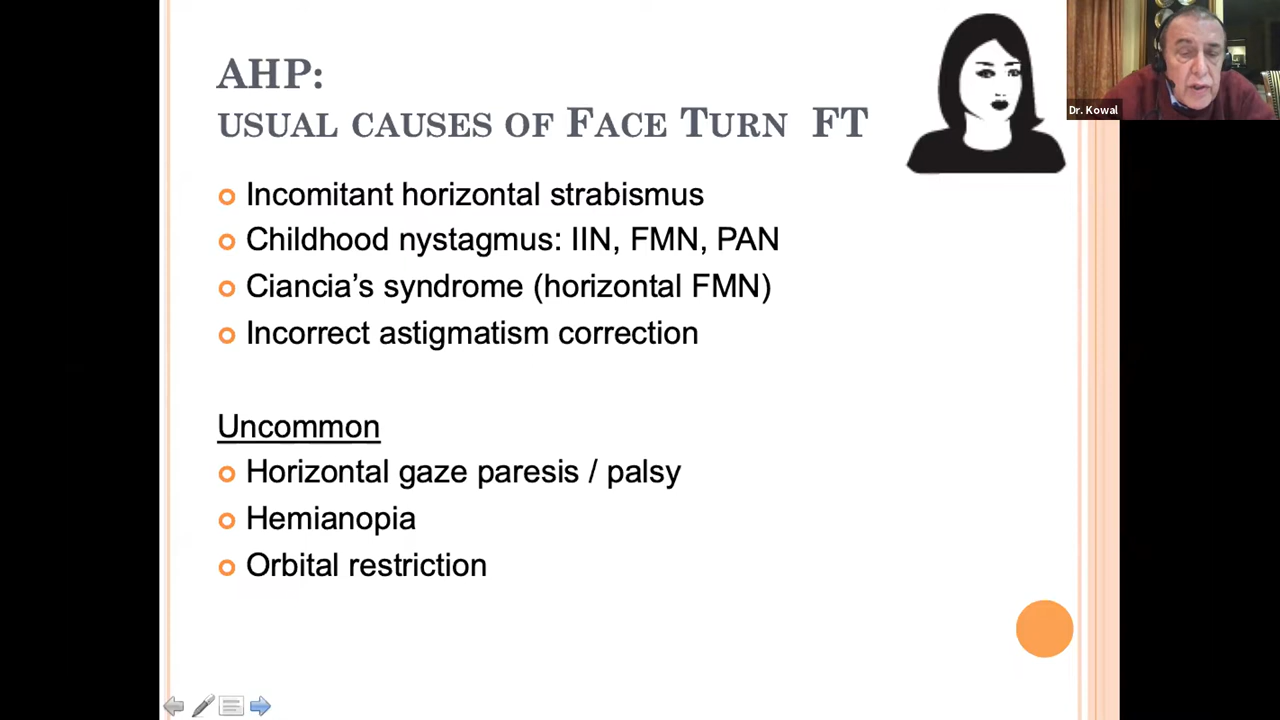 AHP:
USUAL CAUSES OF FACE TURN FT
Incomitant horizontal strabismus
Childhood nystagmus: IIN, FMN, PAN
Ciancia’s syndrome (horizontal FMN)
Incorrect astigmatism correction
Uncommon
Horizontal gaze paresis / palsy
Hemianopia
Orbital restriction
Dr. Kowal